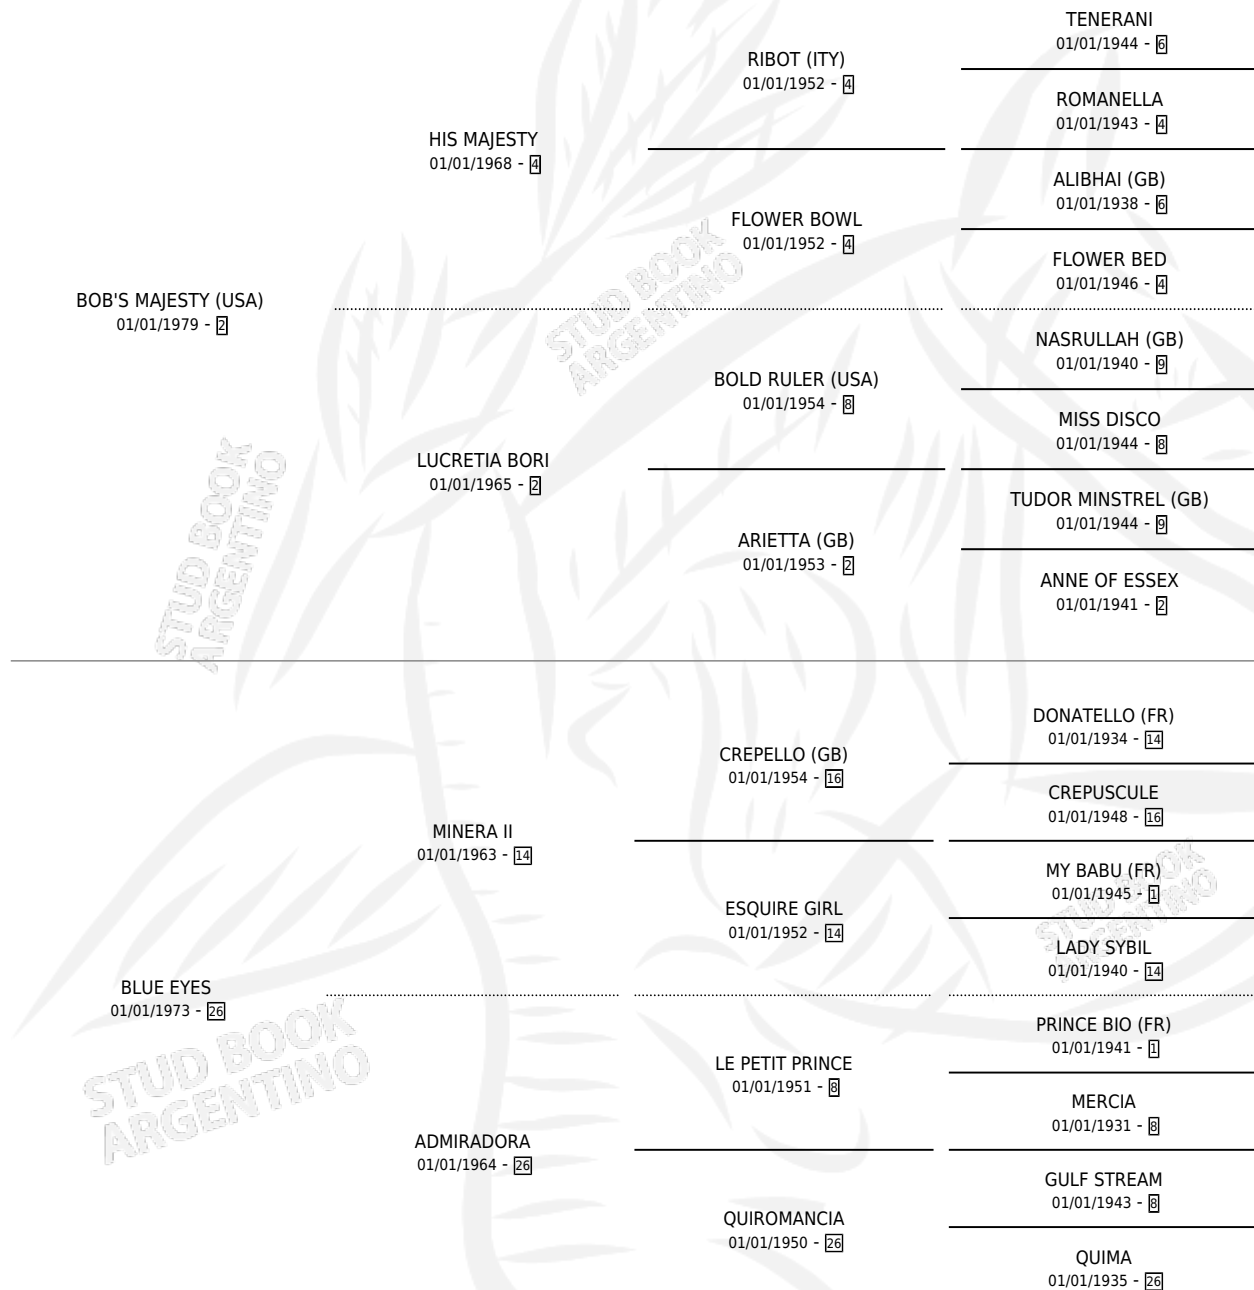 TENERANI
01/01/1944 - 6
RIBOT (ITY)
01/01/1952 - 4
ROMANELLA
01/01/1943 - 4
HIS MAJESTY
01/01/1968 - 4
ALIBHAI (GB)
01/01/1938 - 6
FLOWER BOWL
01/01/1952 - 4
FLOWER BED
01/01/1946 - 4
BOB'S MAJESTY (USA)
01/01/1979 - 2
NASRULLAH (GB)
01/01/1940 - 9
BOLD RULER (USA)
01/01/1954 - 8
MISS DISCO
01/01/1944 - 8
LUCRETIA BORI
01/01/1965 - 2
TUDOR MINSTREL (GB)
01/01/1944 - 9
ARIETTA (GB)
01/01/1953 - 2
ANNE OF ESSEX
01/01/1941 - 2
DONATELLO (FR)
01/01/1934 - 14
CREPELLO (GB)
01/01/1954 - 16
CREPUSCULE
01/01/1948 - 16
MINERA II
01/01/1963 - 14
MY BABU (FR)
01/01/1945 - 1
ESQUIRE GIRL
01/01/1952 - 14
LADY SYBIL
01/01/1940 - 14
BLUE EYES
01/01/1973 - 26
PRINCE BIO (FR)
01/01/1941 - 1
LE PETIT PRINCE
01/01/1951 - 8
MERCIA
01/01/1931 - 8
ADMIRADORA
01/01/1964 - 26
GULF STREAM
01/01/1943 - 8
QUIROMANCIA
01/01/1950 - 26
QUIMA
01/01/1935 - 26
STUD BOOK
ARGENTINO
STUD BOOK
ARGENTINO
STUD BOOK
ARGENTINO
STUD BOOK
ARGENTINO